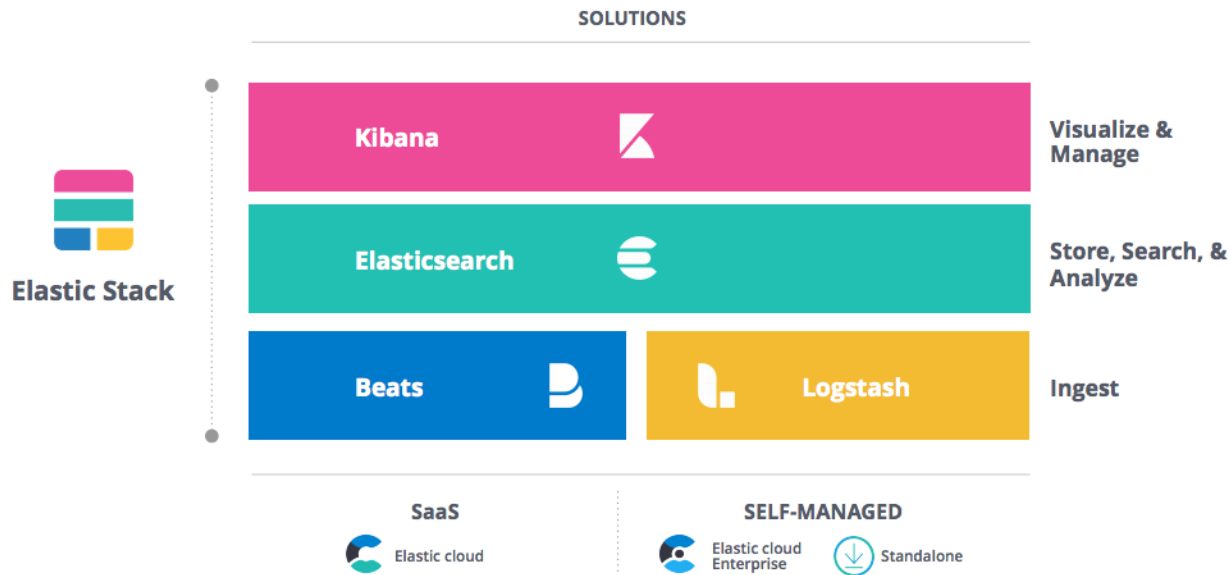 SOLUTIONS
Kibana
Visualize &
Manage
Elastic Stack
Elasticsearch
Store, Search, &
Analyze
Beats
Logstash
Ingest
SaaS
SELF-MANAGED
Elastic cloud
Elastic cloud
Enterprise
Standalone